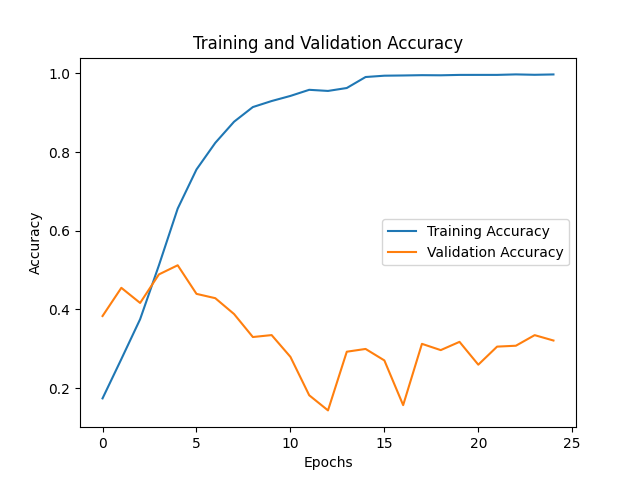 Training and Validation Accuracy
1.0
0.8
0.6
0.4
0.2
Accuracy
Training Accuracy
Validation Accuracy
0 5 10 15 20 25
Epochs